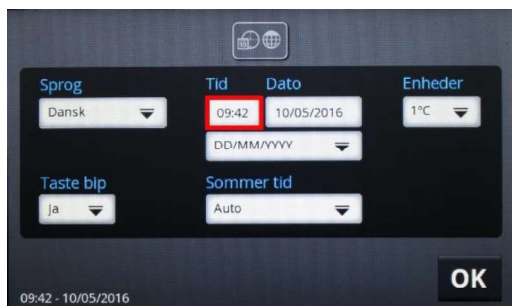 Sprog Tid Dato Enheder
Dansk 09:42 10/05/2016 1°C
DD/MM/YYYY
Taste bip Sommer tid
Ja Auto
OK
09:42 - 10/05/2016